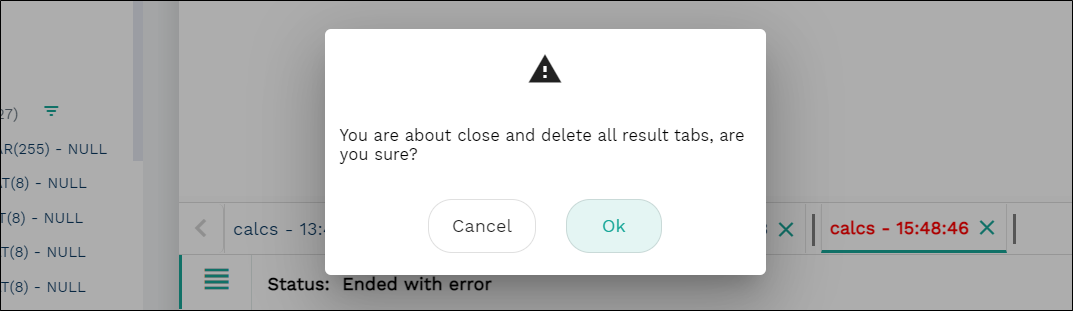 You are about close and delete all result tabs, are
you sure?
Cancel
Ok
27)
AR(255) - NULL
AT(8) - NULL
T(8) - NULL
T(8) - NULL
T(8) - NULL
calcs - 13:
calcs - 15:48:46
Status: Ended with error